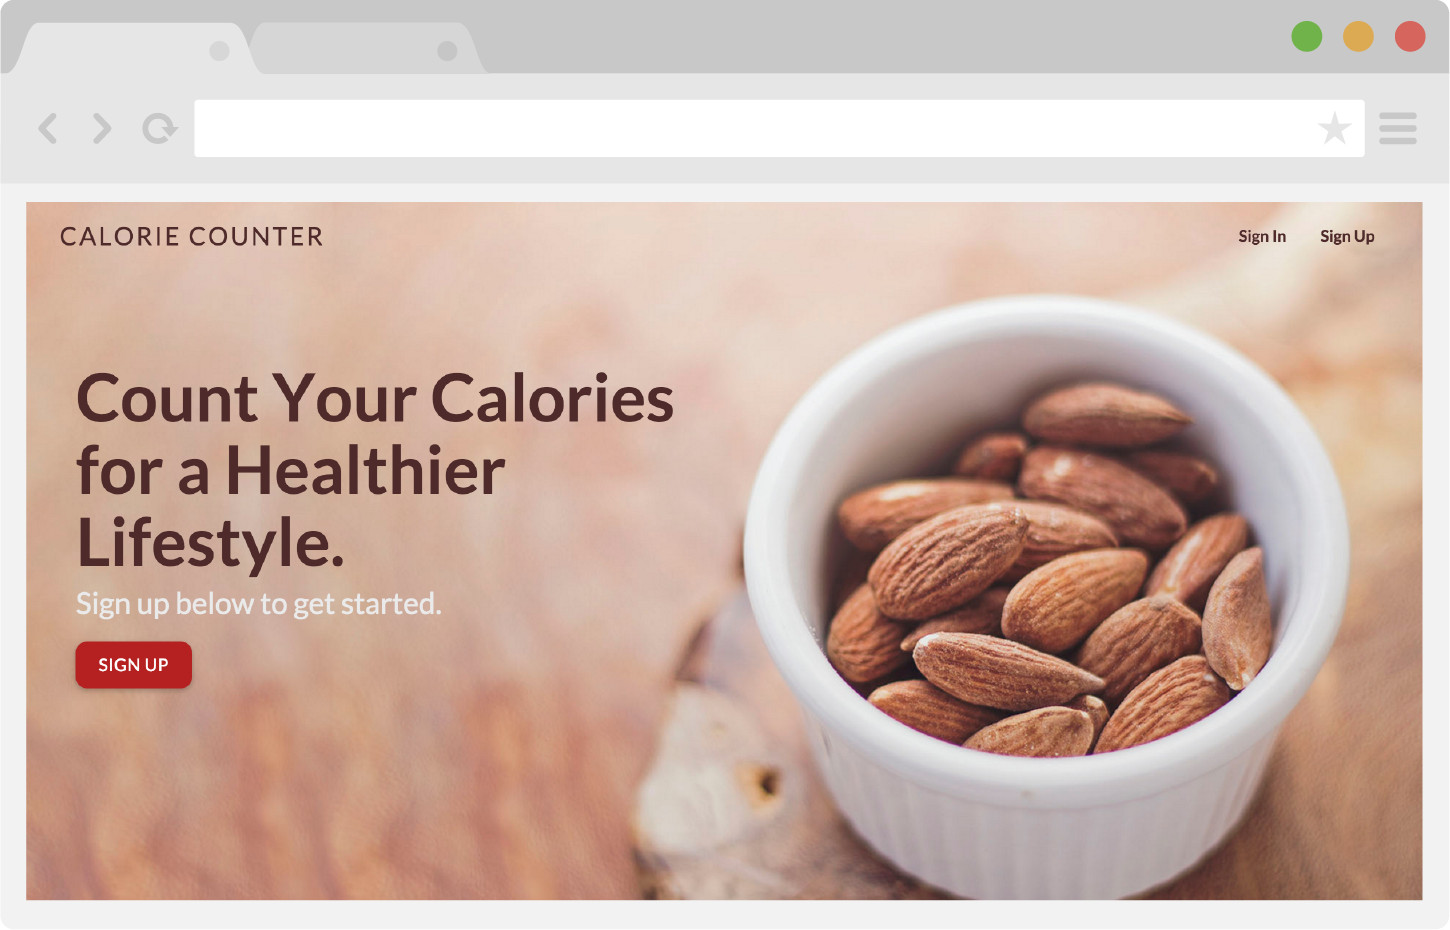 CALORIE COUNTER
Sign In
Sign Up
Count Your Calories
for a Healthier
Lifestyle.
Sign up below to get started.
SIGN UP